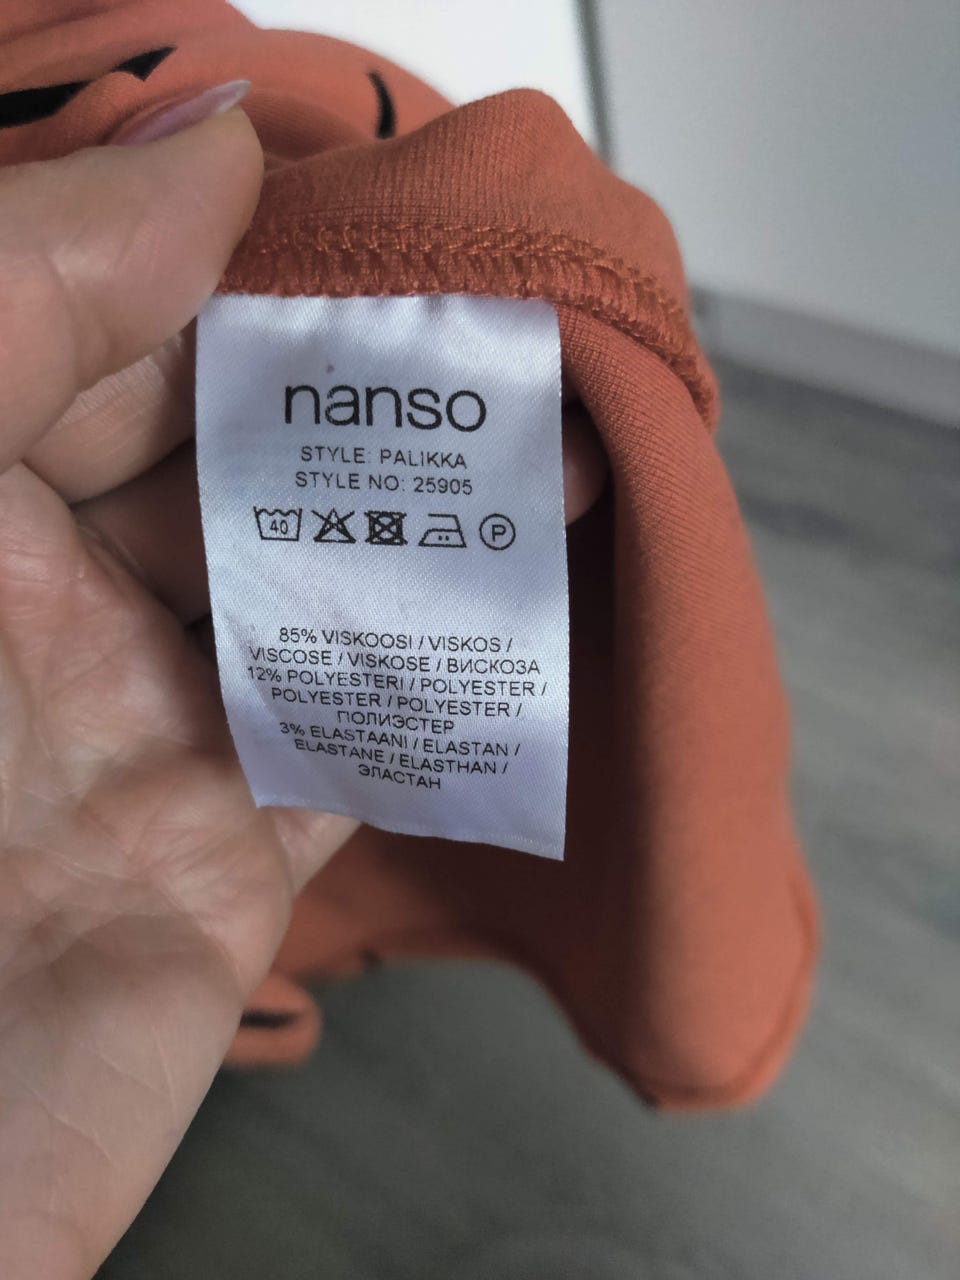 nanso
STYLE: PALIKKA
STYLE NO: 25905
40 P
85% VISKOOSI / VISKOS /
VISCOSE / VISKOSE / ВИСКОЗА
12% POLYESTERI / POLYESTER /
POLYESTER / POLYESTER /
ПОЛИЭСТЕР
3% ELASTAANI / ELASTAN /
ELASTANE / ELASTHAN /
ЭЛАСТАН